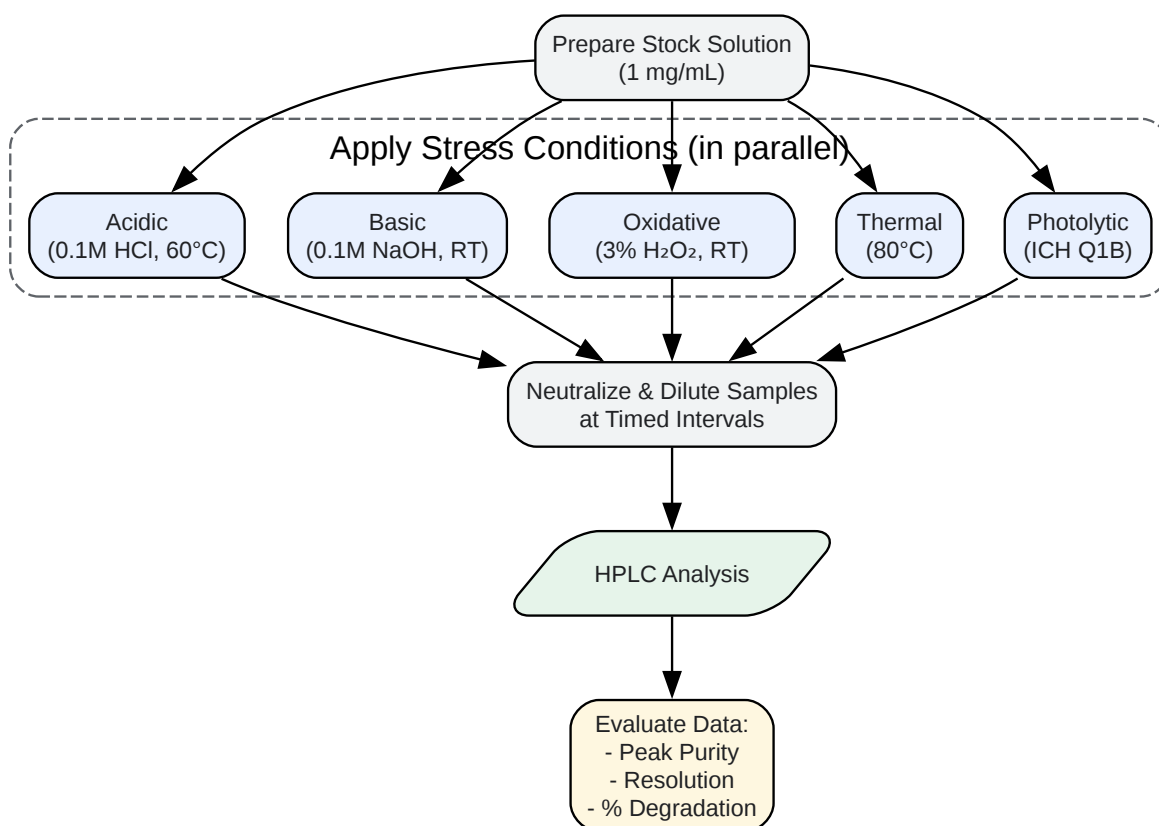 Prepare Stock Solution
(1 mg/mL)
Apply Stress Conditions (in parallel)
Acidic
(0.1M HCl, 60°C)
Basic
(0.1M NaOH, RT)
Oxidative
(3% H₂O₂, RT)
Thermal
(80°C)
Photolytic
(ICH Q1B)
Neutralize & Dilute Samples
at Timed Intervals
HPLC Analysis
Evaluate Data:
- Peak Purity
- Resolution
- % Degradation